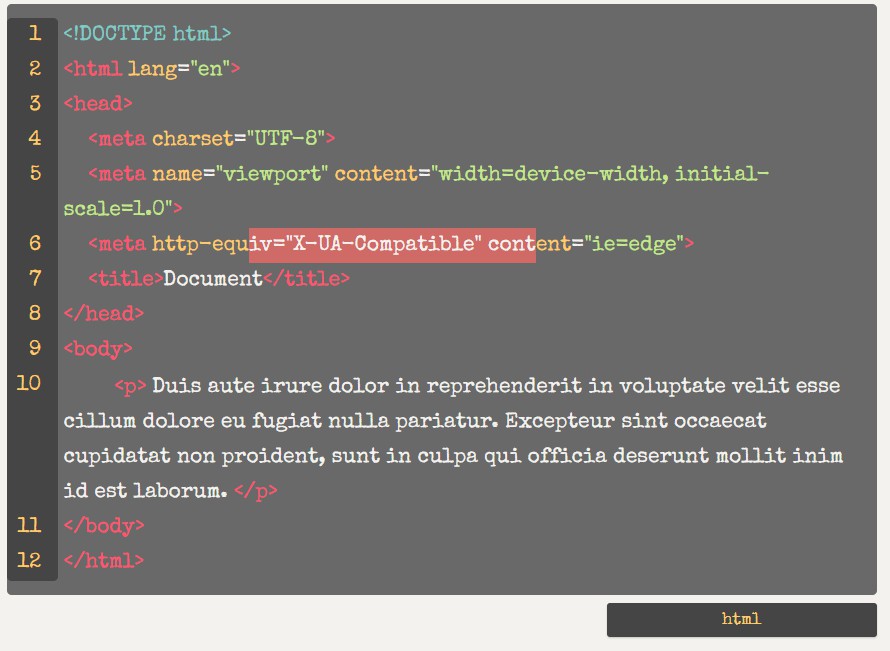 1 <!DOCTYPE html>
2 <html lang="en">
3 <head>
4 <meta charset="UTF-8">
5 <meta name="viewport" content="width=device-width, initial-
scale=1.0">
6 <meta http-equiv="X-UA-Compatible" content="ie=edge">
7 <title>Document</title>
8 </head>
9 <body>
10 <p> Duis aute irure dolor in reprehenderit in voluptate velit esse
cillum dolore eu fugiat nulla pariatur. Excepteur sint occaecat
cupidatat non proident, sunt in culpa qui officia deserunt mollit inim
id est laborum. </p>
11 </body>
12 </html>
html